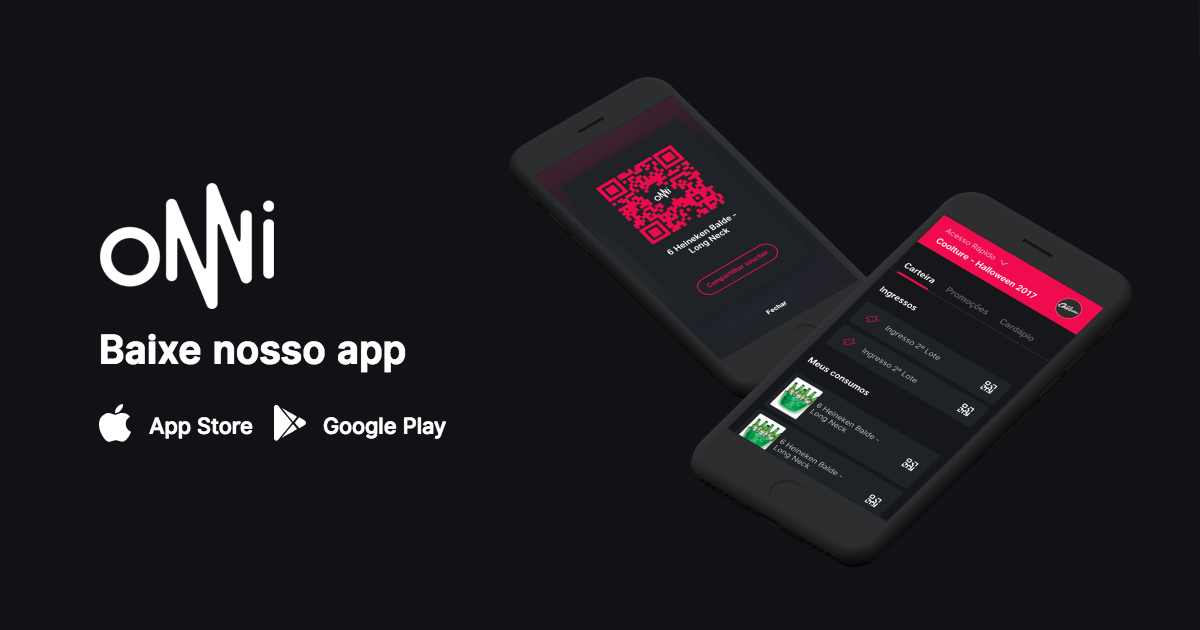 oNNi
Baixe nosso app
App Store
Google Play
oNNi
6 Heineken Balde -
Long Neck
Compartilhar voucher
Fechar
Acesso Rápido
Coolture - Halloween 2017
Carteira
Promoções
Cardápio
Ingressos
Ingresso 2º Lote
Ingresso 2º Lote
Meus consumos
6 Heineken Balde -
Long Neck
6 Heineken Balde -
Long Neck